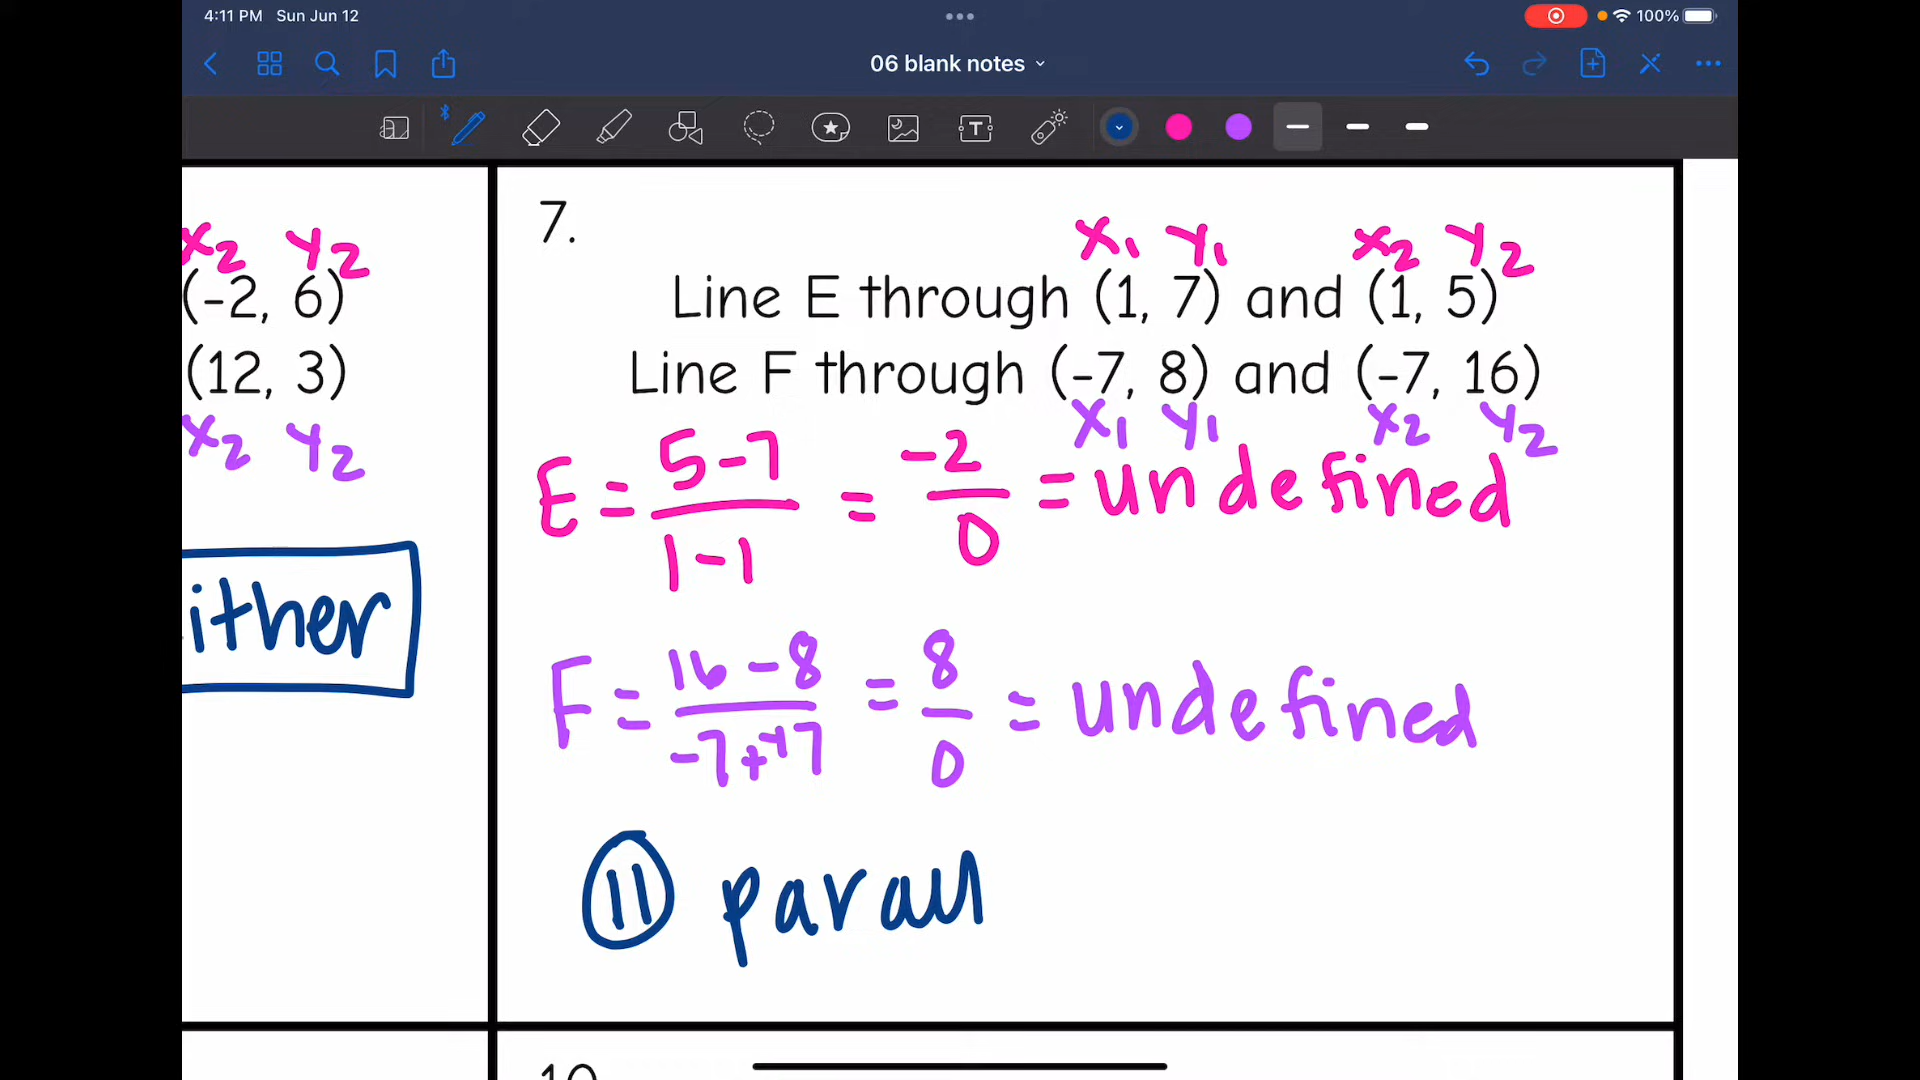 4:11 PM Sun Jun 12
100%
06 blank notes
T
x2 y2
(-2, 6)
(12, 3)
x2 y2
ither
7.
x1 y1 x2 y2
Line E through (1, 7) and (1, 5)
Line F through (-7, 8) and (-7, 16)
x1 y1 x2 y2
E = 5-7/1-1 = -2/0 = undefined
F = 16-8/-7++7 = 8/0 = undefined
|| parall